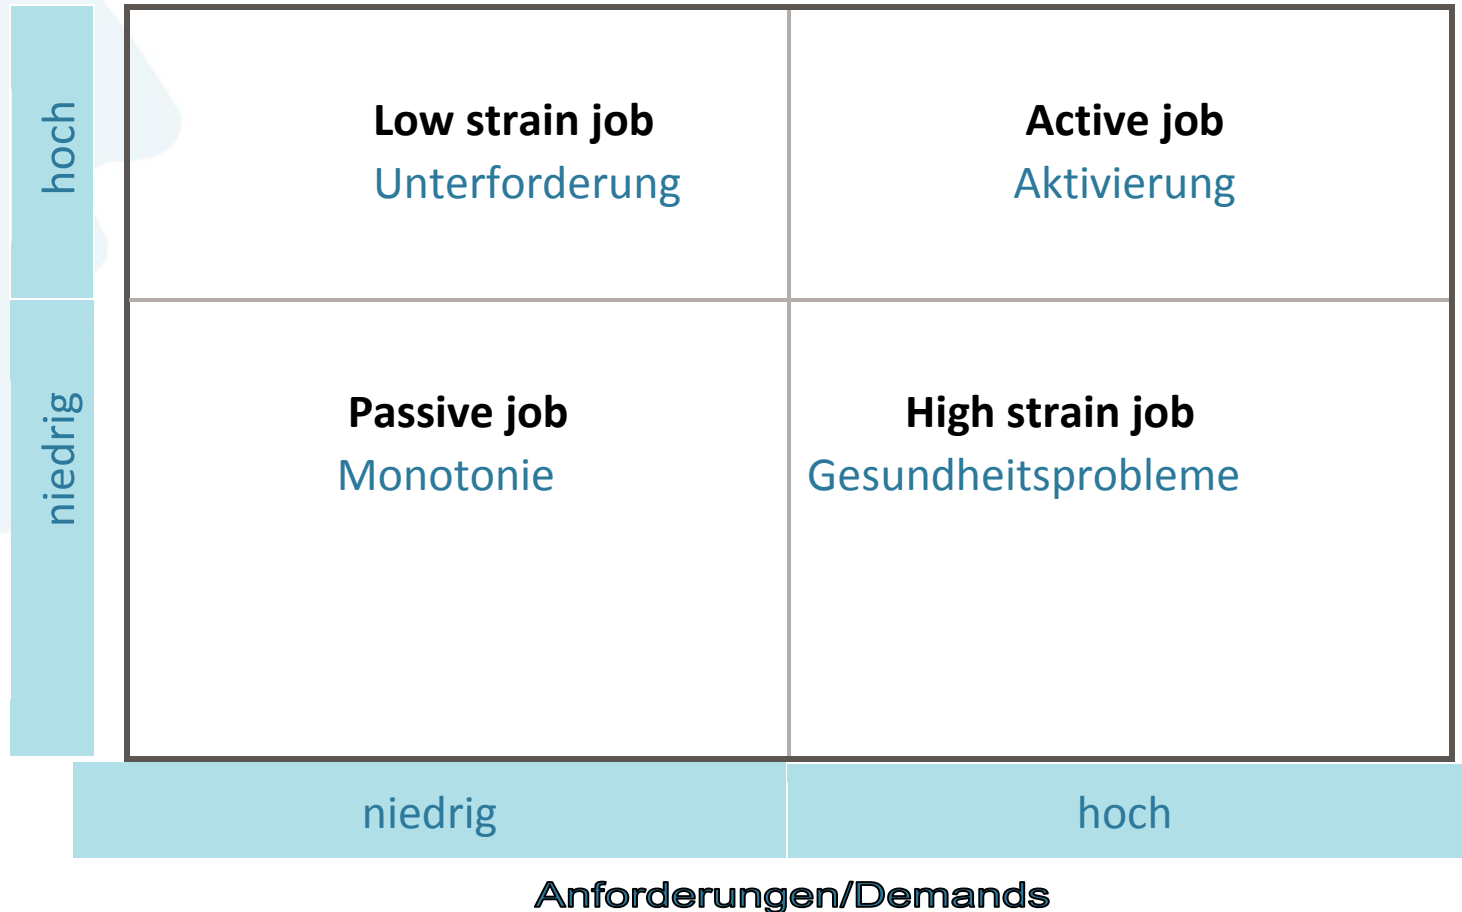 hoch
Low strain job
Unterforderung
Active job
Aktivierung
niedrig
Passive job
Monotonie
High strain job
Gesundheitsprobleme
niedrig
hoch
Anforderungen/Demands